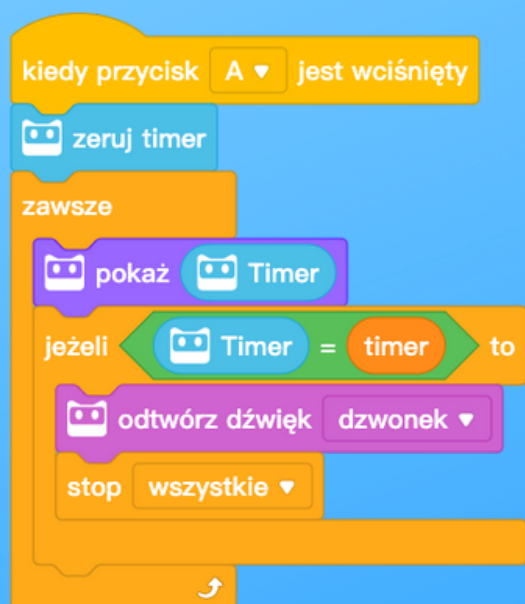 kiedy przycisk A jest wciśnięty
zeruj timer
zawsze
pokaż Timer
jeżeli Timer = timer to
odtwórz dźwięk dzwonek
stop wszystkie